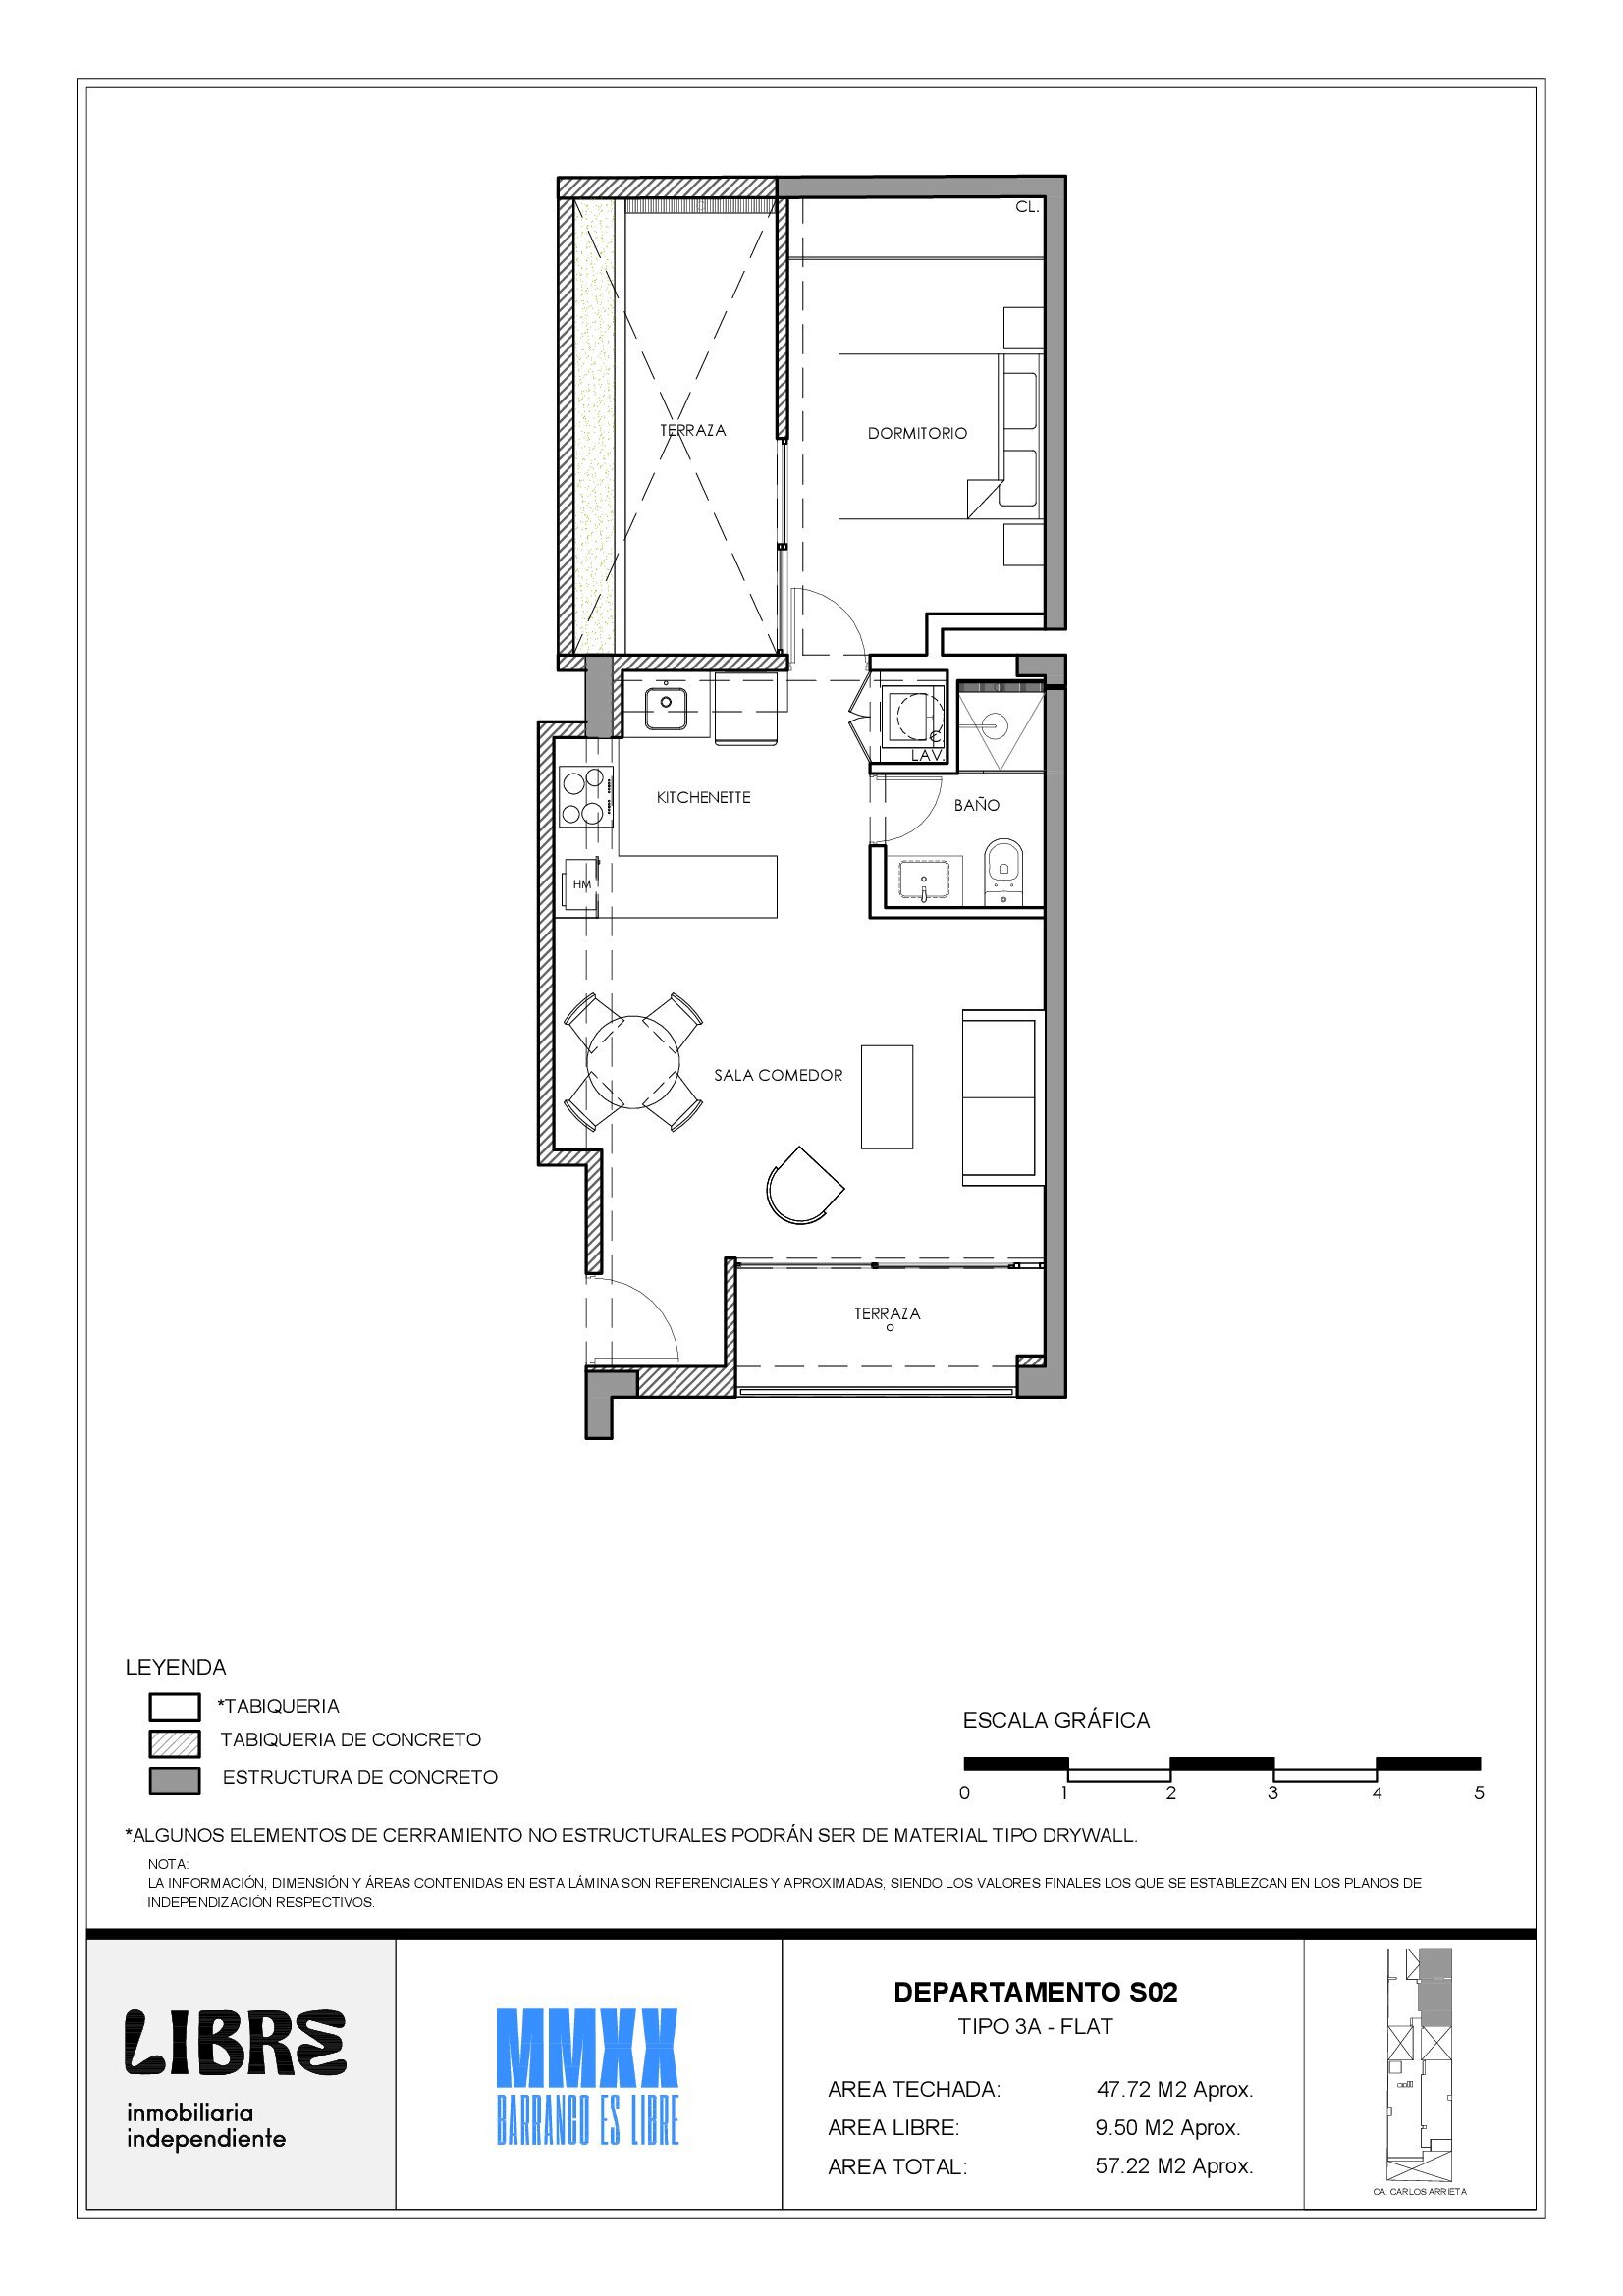 CL.
TERRAZA
DORMITORIO
C.
LAV.
KITCHENETTE
BAÑO
HM
SALA COMEDOR
TERRAZA
LEYENDA
*TABIQUERIA
TABIQUERIA DE CONCRETO
ESTRUCTURA DE CONCRETO
ESCALA GRÁFICA
0 1 2 3 4 5
*ALGUNOS ELEMENTOS DE CERRAMIENTO NO ESTRUCTURALES PODRÁN SER DE MATERIAL TIPO DRYWALL.
NOTA:
LA INFORMACIÓN, DIMENSIÓN Y ÁREAS CONTENIDAS EN ESTA LÁMINA SON REFERENCIALES Y APROXIMADAS, SIENDO LOS VALORES FINALES LOS QUE SE ESTABLEZCAN EN LOS PLANOS DE
INDEPENDIZACIÓN RESPECTIVOS.
LIBRE
inmobiliaria
independiente
MMXX
BARRANCO ES LIBRE
DEPARTAMENTO S02
TIPO 3A - FLAT
AREA TECHADA: 47.72 M2 Aprox.
AREA LIBRE: 9.50 M2 Aprox.
AREA TOTAL: 57.22 M2 Aprox.
CA. CARLOS ARRIETA